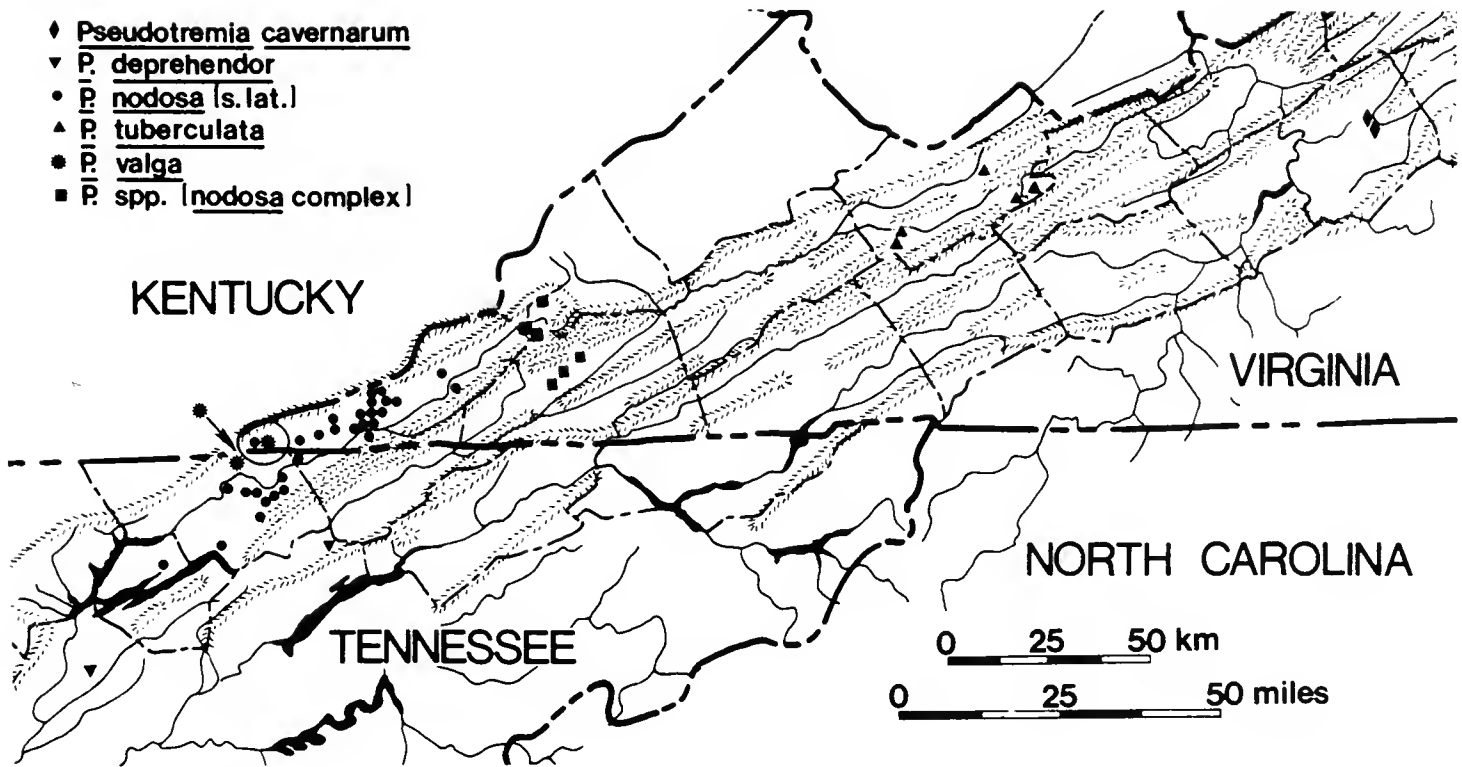 Pseudotremia cavernarum
P. deprehendor
P. nodosa (s. lat.)
P. tuberculata
P. valga
P. spp. (nodosa complex)
KENTUCKY
VIRGINIA
NORTH CAROLINA
TENNESSEE
0 25 50 km
0 25 50 miles